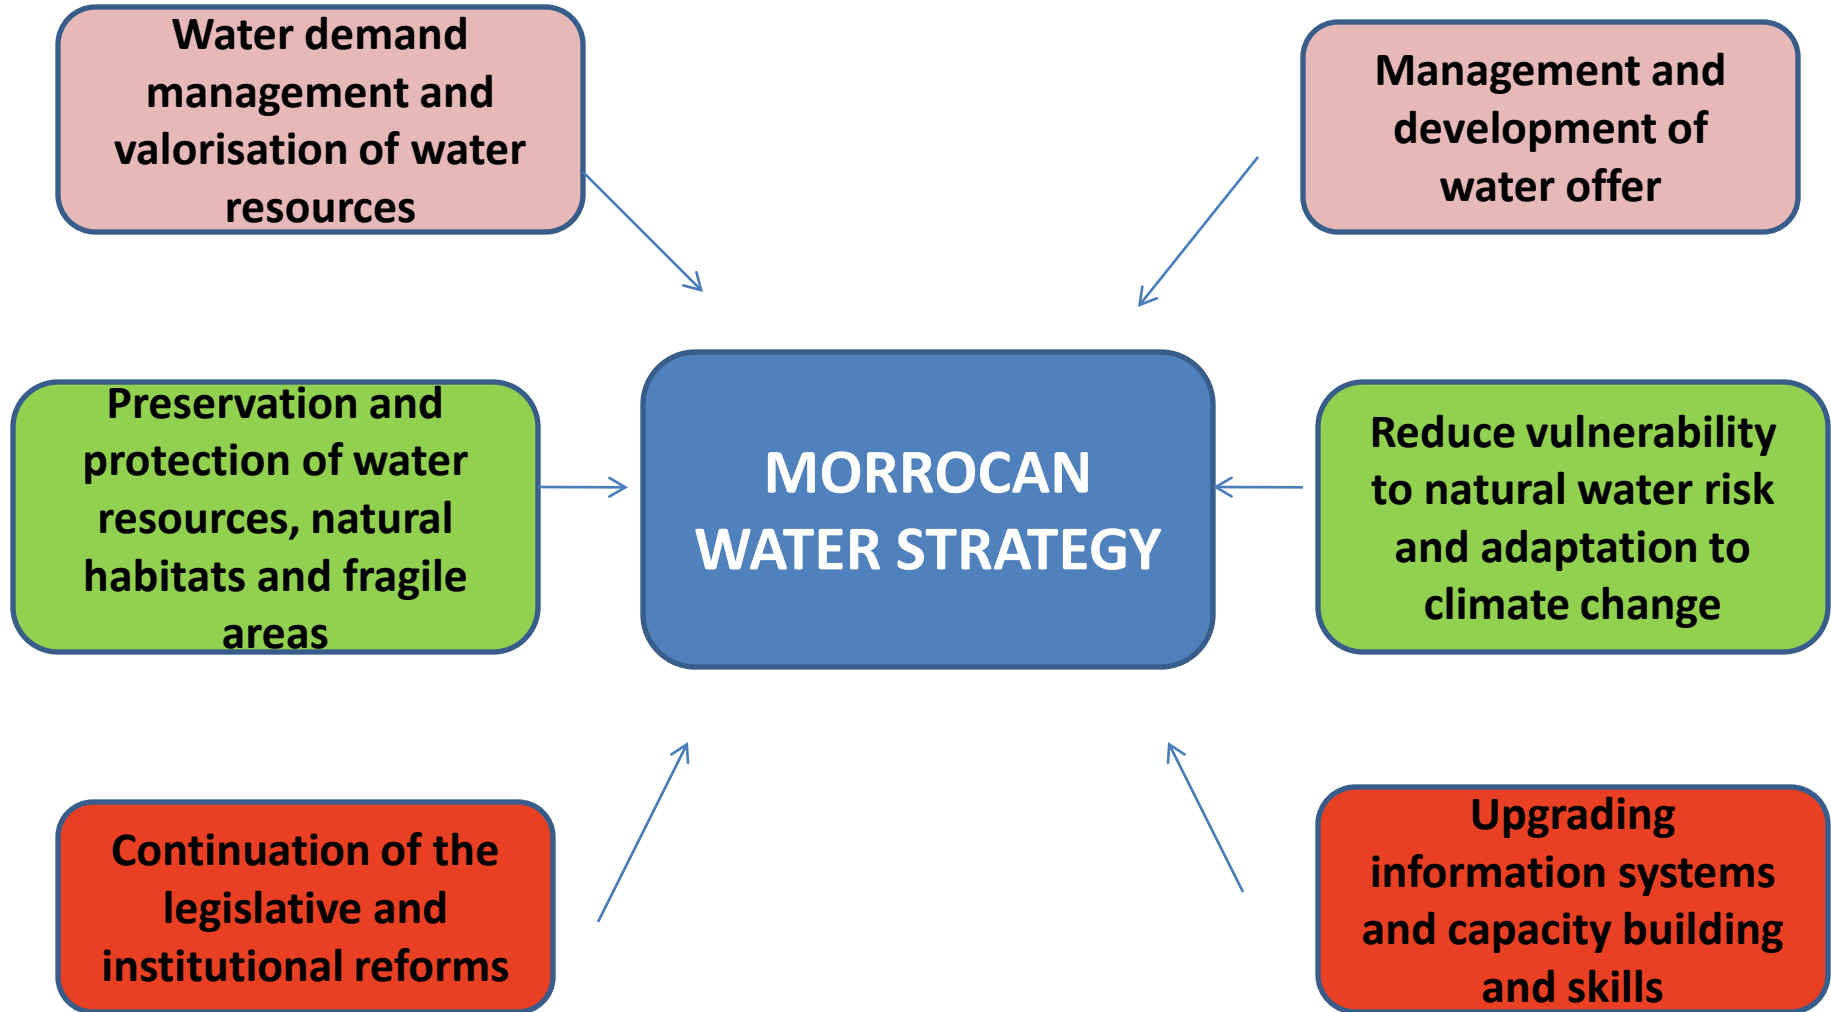 Water demand
management and
valorisation of water
resources
Management and
development of
water offer
Preservation and
protection of water
resources, natural
habitats and fragile
areas
MORROCAN
WATER STRATEGY
Reduce vulnerability
to natural water risk
and adaptation to
climate change
Continuation of the
legislative and
institutional reforms
Upgrading
information systems
and capacity building
and skills